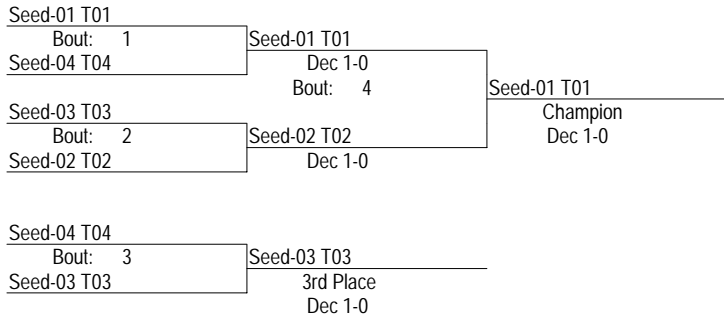 Seed-01 T01
Bout: 1
Seed-01 T01
Seed-04 T04
Dec 1-0
Bout: 4
Seed-01 T01
Seed-03 T03
Champion
Bout: 2
Seed-02 T02
Dec 1-0
Seed-02 T02
Dec 1-0
Seed-04 T04
Bout: 3
Seed-03 T03
Seed-03 T03
3rd Place
Dec 1-0